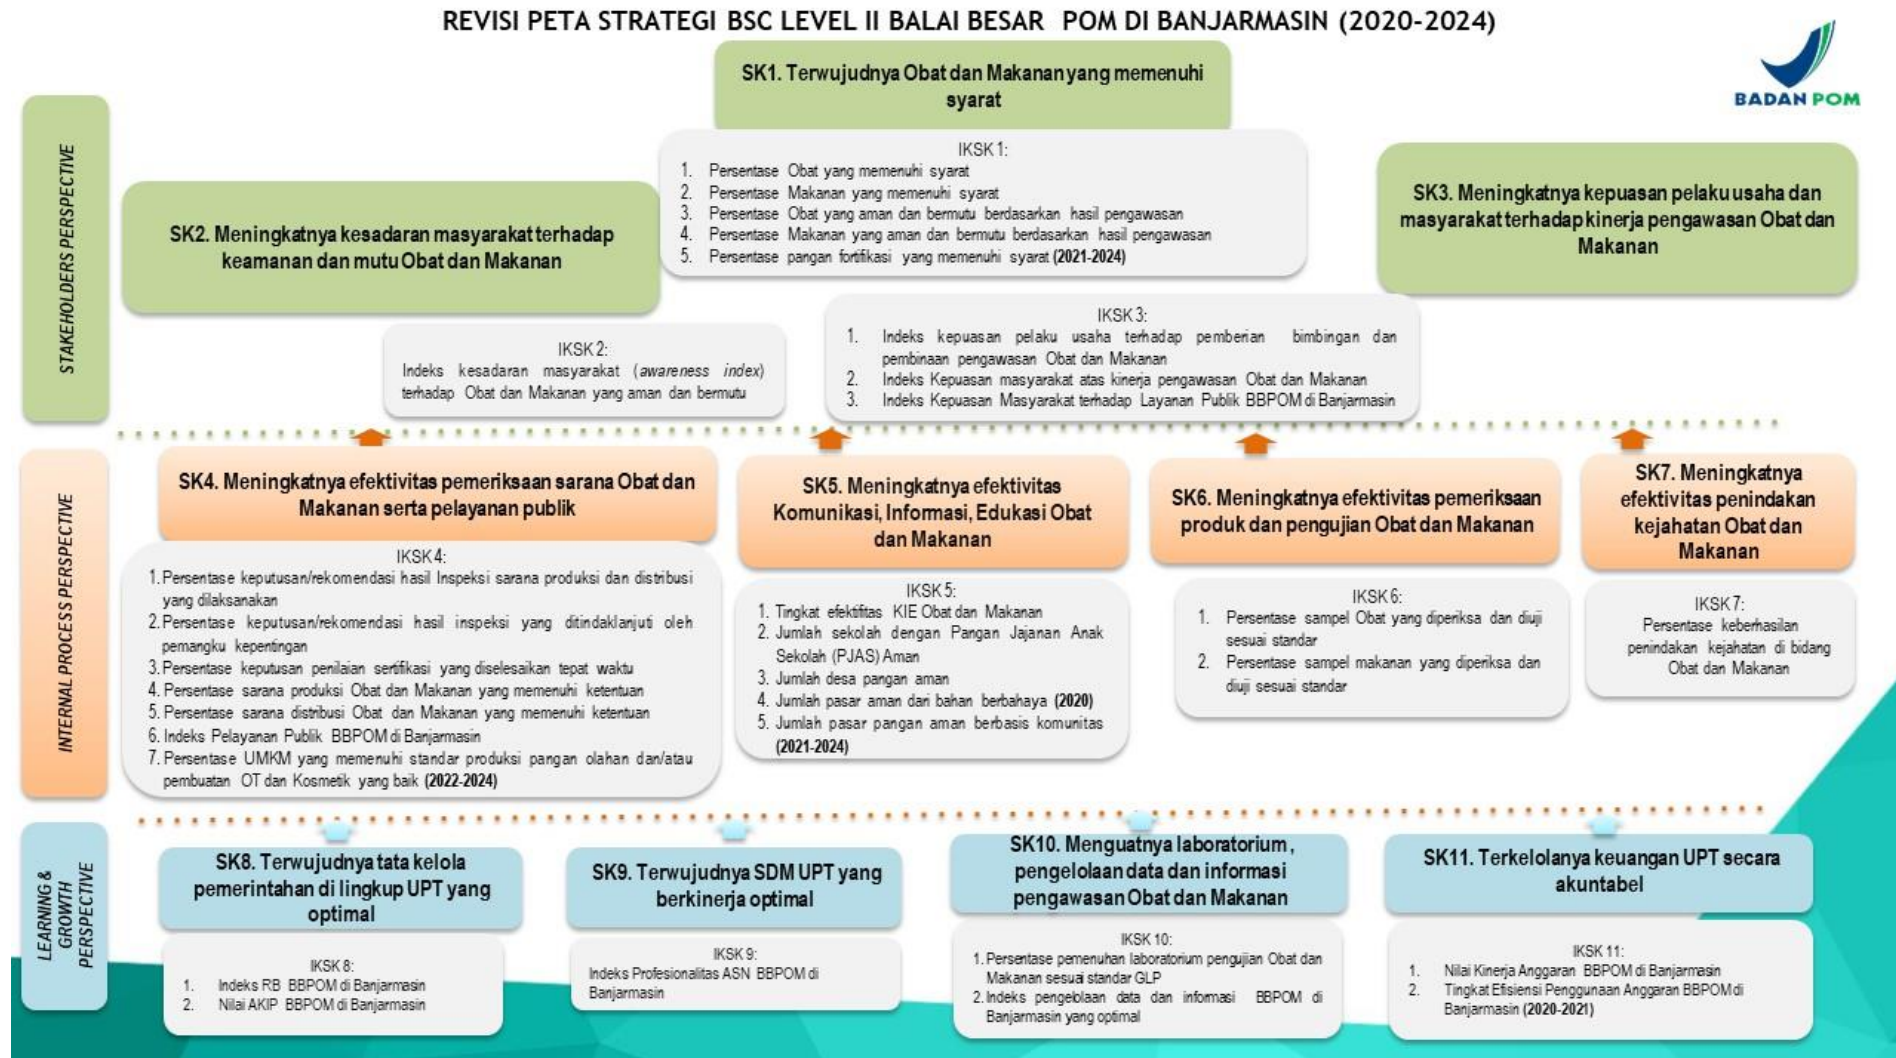 REVISI PETA STRATEGI BSC LEVEL II BALAI BESAR POM DI BANJARMASIN (2020-2024)
BADAN POM
STAKEHOLDERS PERSPECTIVE
SK1. Terwujudnya Obat dan Makanan yang memenuhi
syarat
IKSK 1:
1. Persentase Obat yang memenuhi syarat
2. Persentase Makanan yang memenuhi syarat
3. Persentase Obat yang aman dan bermutu berdasarkan hasil pengawasan
4. Persentase Makanan yang aman dan bermutu berdasarkan hasil pengawasan
5. Persentase pangan fortifikasi yang memenuhi syarat (2021-2024)
SK2. Meningkatnya kesadaran masyarakat terhadap
keamanan dan mutu Obat dan Makanan
IKSK 2:
Indeks kesadaran masyarakat (awareness index)
terhadap Obat dan Makanan yang aman dan bermutu
SK3. Meningkatnya kepuasan pelaku usaha dan
masyarakat terhadap kinerja pengawasan Obat dan
Makanan
IKSK 3:
1. Indeks kepuasan pelaku usaha terhadap pemberian bimbingan dan
pembinaan pengawasan Obat dan Makanan
2. Indeks Kepuasan masyarakat atas kinerja pengawasan Obat dan Makanan
3. Indeks Kepuasan Masyarakat terhadap Layanan Publik BBPOM di Banjarmasin
INTERNAL PROCESS PERSPECTIVE
SK4. Meningkatnya efektivitas pemeriksaan sarana Obat dan
Makanan serta pelayanan publik
IKSK 4:
1. Persentase keputusan/rekomendasi hasil Inspeksi sarana produksi dan distribusi
yang dilaksanakan
2. Persentase keputusan/rekomendasi hasil inspeksi yang ditindaklanjuti oleh
pemangku kepentingan
3. Persentase keputusan penilaian sertifikasi yang diselesaikan tepat waktu
4. Persentase sarana produksi Obat dan Makanan yang memenuhi ketentuan
5. Persentase sarana distribusi Obat dan Makanan yang memenuhi ketentuan
6. Indeks Pelayanan Publik BBPOM di Banjarmasin
7. Persentase UMKM yang memenuhi standar produksi pangan olahan dan/atau
pembuatan OT dan Kosmetik yang baik (2022-2024)
SK5. Meningkatnya efektivitas
Komunikasi, Informasi, Edukasi Obat
dan Makanan
IKSK 5:
1. Tingkat efektifitas KIE Obat dan Makanan
2. Jumlah sekolah dengan Pangan Jajanan Anak
Sekolah (PJAS) Aman
3. Jumlah desa pangan aman
4. Jumlah pasar aman dari bahan berbahaya (2020)
5. Jumlah pasar pangan aman berbasis komunitas
(2021-2024)
SK6. Meningkatnya efektivitas pemeriksaan
produk dan pengujian Obat dan Makanan
IKSK 6:
1. Persentase sampel Obat yang diperiksa dan diuji
sesuai standar
2. Persentase sampel makanan yang diperiksa dan
diuji sesuai standar
SK7. Meningkatnya
efektivitas penindakan
kejahatan Obat dan
Makanan
IKSK 7:
Persentase keberhasilan
penindakan kejahatan di bidang
Obat dan Makanan
LEARNING &
GROWTH
PERSPECTIVE
SK8. Terwujudnya tata kelola
pemerintahan di lingkup UPT yang
optimal
IKSK 8:
1. Indeks RB BBPOM di Banjarmasin
2. Nilai AKIP BBPOM di Banjarmasin
SK9. Terwujudnya SDM UPT yang
berkinerja optimal
IKSK 9:
Indeks Profesionalitas ASN BBPOM di
Banjarmasin
SK10. Menguatnya laboratorium,
pengelolaan data dan informasi
pengawasan Obat dan Makanan
IKSK 10:
1. Persentase pemenuhan laboratorium pengujian Obat dan
Makanan sesuai standar GLP
2. Indeks pengelolaan data dan informasi BBPOM di
Banjarmasin yang optimal
SK11. Terkelolanya keuangan UPT secara
akuntabel
IKSK 11:
1. Nilai Kinerja Anggaran BBPOM di Banjarmasin
2. Tingkat Efisiensi Penggunaan Anggaran BBPOM di
Banjarmasin (2020-2021)